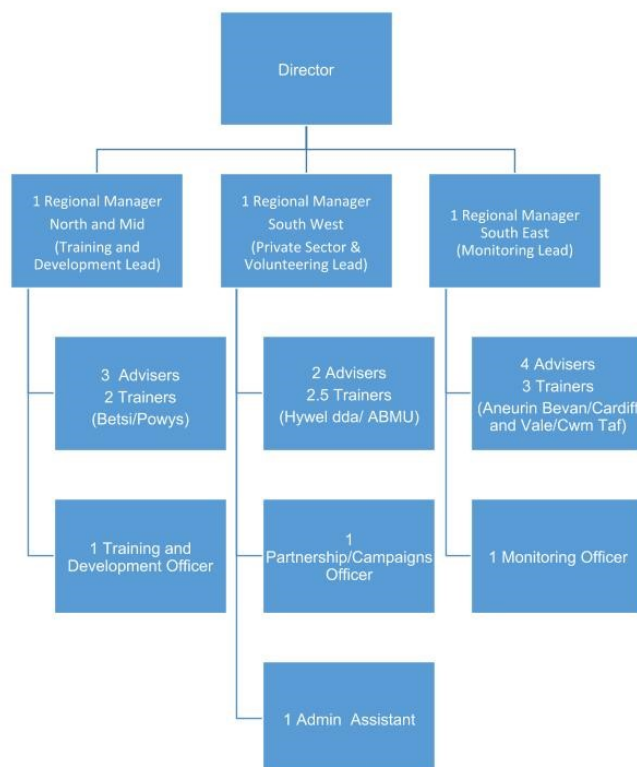 Director
1 Regional Manager
North and Mid
(Training and
Development Lead)
1 Regional Manager
South West
(Private Sector &
Volunteering Lead)
1 Regional Manager
South East
(Monitoring Lead)
3 Advisers
2 Trainers
(Betsi/Powys)
2 Advisers
2.5 Trainers
(Hywel dda/ ABMU)
4 Advisers
3 Trainers
(Aneurin Bevan/Cardiff
and Vale/Cwm Taf)
1 Training and
Development Officer
1
Partnership/Campaigns
Officer
1 Monitoring Officer
1 Admin Assistant